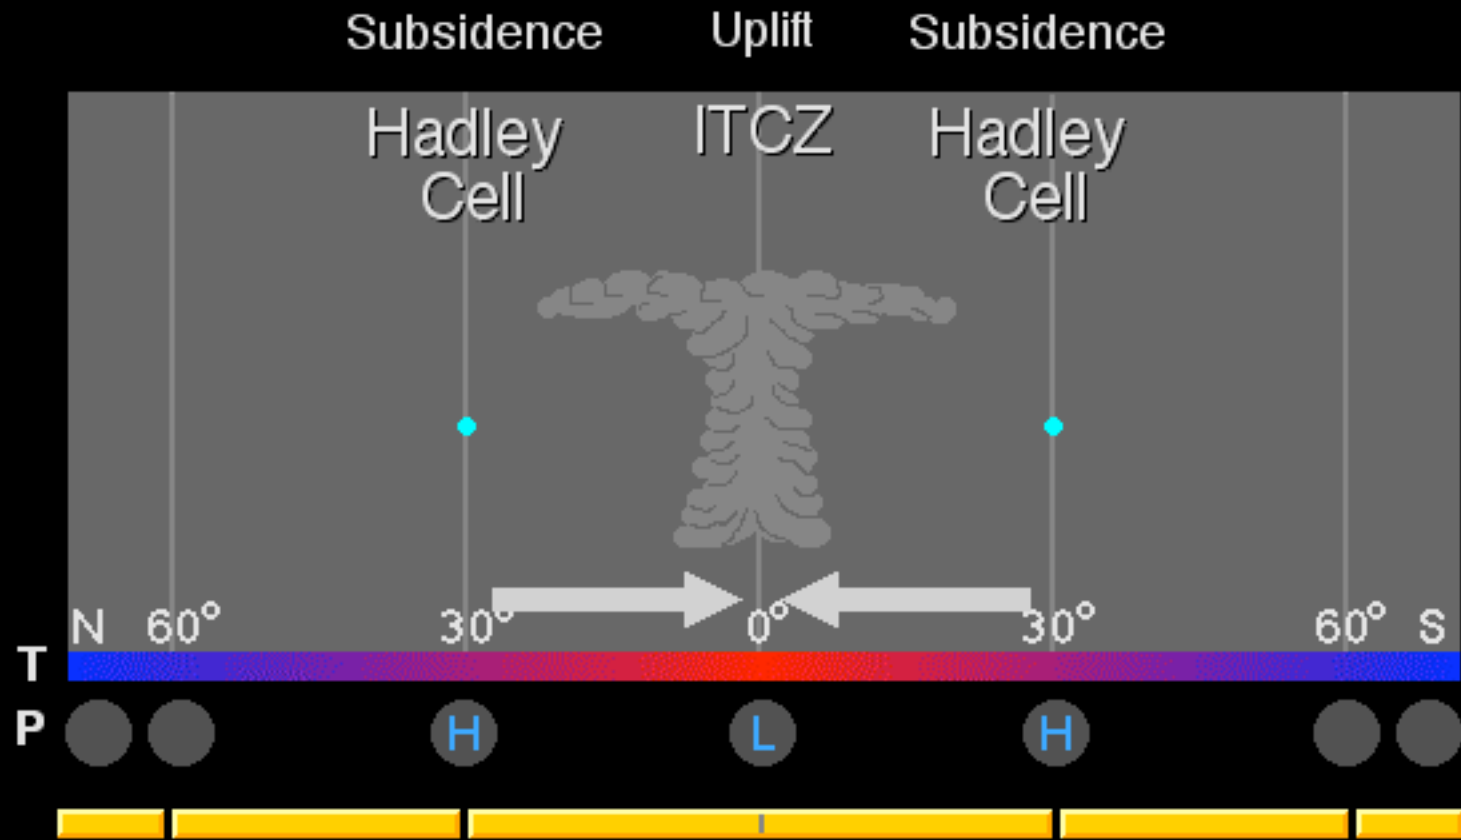 Subsidence Uplift Subsidence
Hadley Cell ITCZ Hadley Cell
N 60° 30° 0° 30° 60° S
T
P H L H